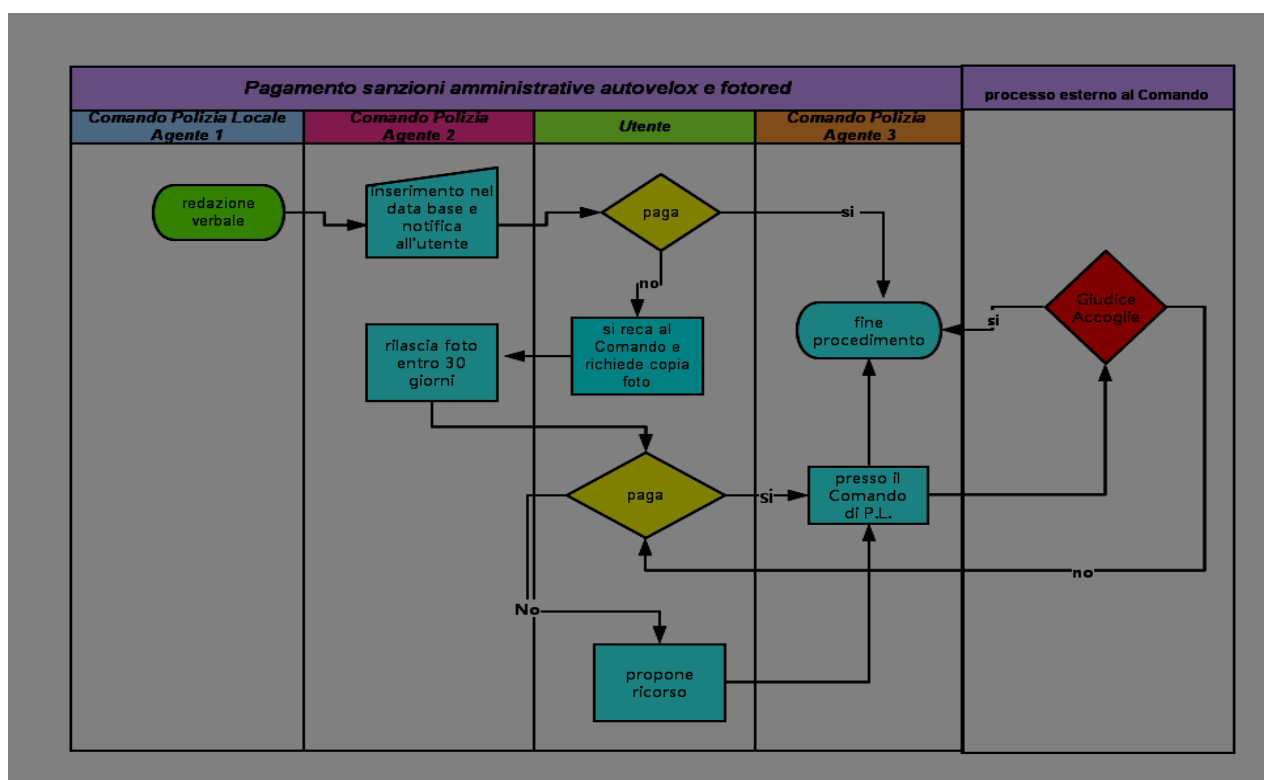 Pagamento sanzioni amministrative autovelox e fotored
processo esterno al Comando
Comando Polizia Locale
Agente 1
Comando Polizia
Agente 2
Utente
Comando Polizia
Agente 3
redazione
verbale
inserimento nel
data base e
notifica
all'utente
paga
si
no
si reca al
Comando e
richiede copia
foto
rilascia foto
entro 30
giorni
fine
procedimento
si
Giudice
Accoglie
paga
si
presso il
Comando
di P.L.
no
No
propone
ricorso